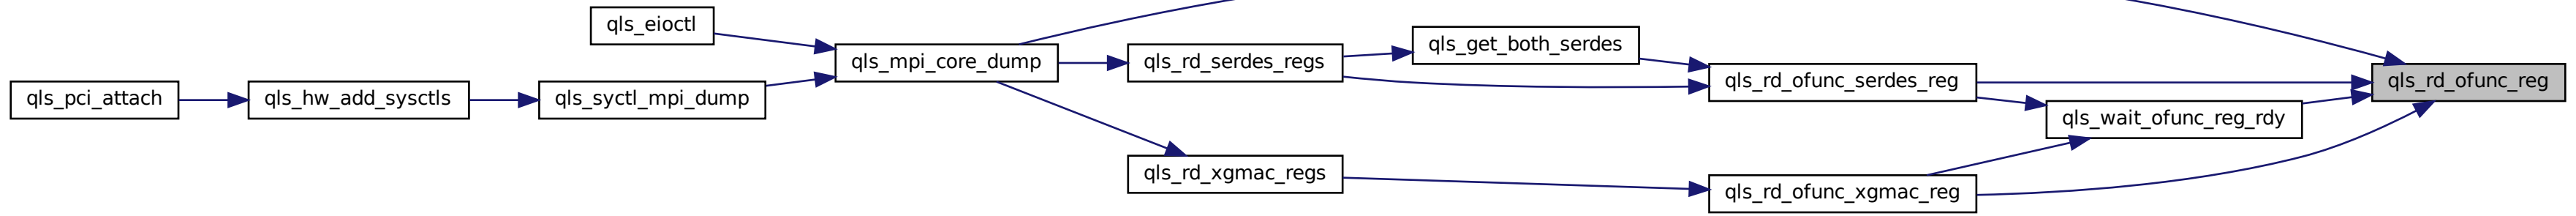 qls_eioctl
qls_get_both_serdes
qls_mpi_core_dump
qls_rd_serdes_regs
qls_rd_ofunc_serdes_reg
qls_rd_ofunc_reg
qls_pci_attach
qls_hw_add_sysctls
qls_syctl_mpi_dump
qls_wait_ofunc_reg_rdy
qls_rd_xgmac_regs
qls_rd_ofunc_xgmac_reg